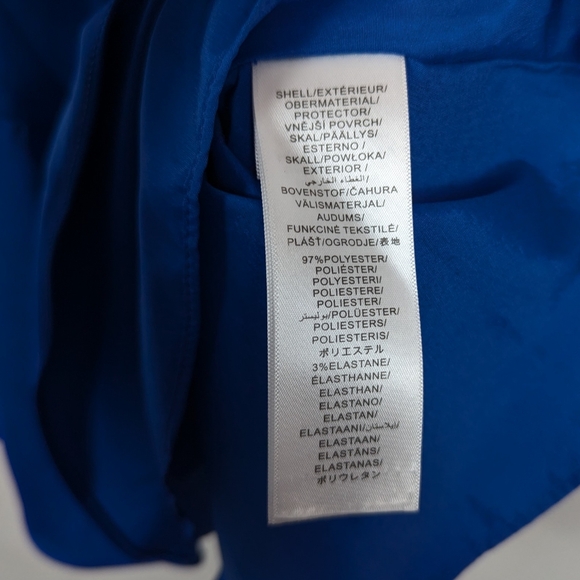 SHELL/EXTÉRIEUR/
OBERMATERIAL/
PROTECTOR/
VNĚJŠÍ POVRCH/
SKAL/PÄÄLLYS/
ESTERNO /
SKALL/POWŁOKA/
EXTERIOR /
الغطاء الخارجي/
BOVENSTOF/ČAHURA
VÄLISMATERJAL/
AUDUMS/
FUNKCINĖ TEKSTILĖ/
PLÁŠŤ/OGRODJE/表地
97%POLYESTER/
POLIÉSTER/
POLYESTERI/
POLIESTERE/
POLIESTER/
بوليستر/POLÜESTER/
POLIESTERS/
POLIESTERIS/
ポリエステル
3%ELASTANE/
ÉLASTHANNE/
ELASTHAN/
ELASTANO/
ELASTAN/
ELASTAANI/إيلاستان/
ELASTAAN/
ELASTĀNS/
ELASTANAS/
ポリウレタン